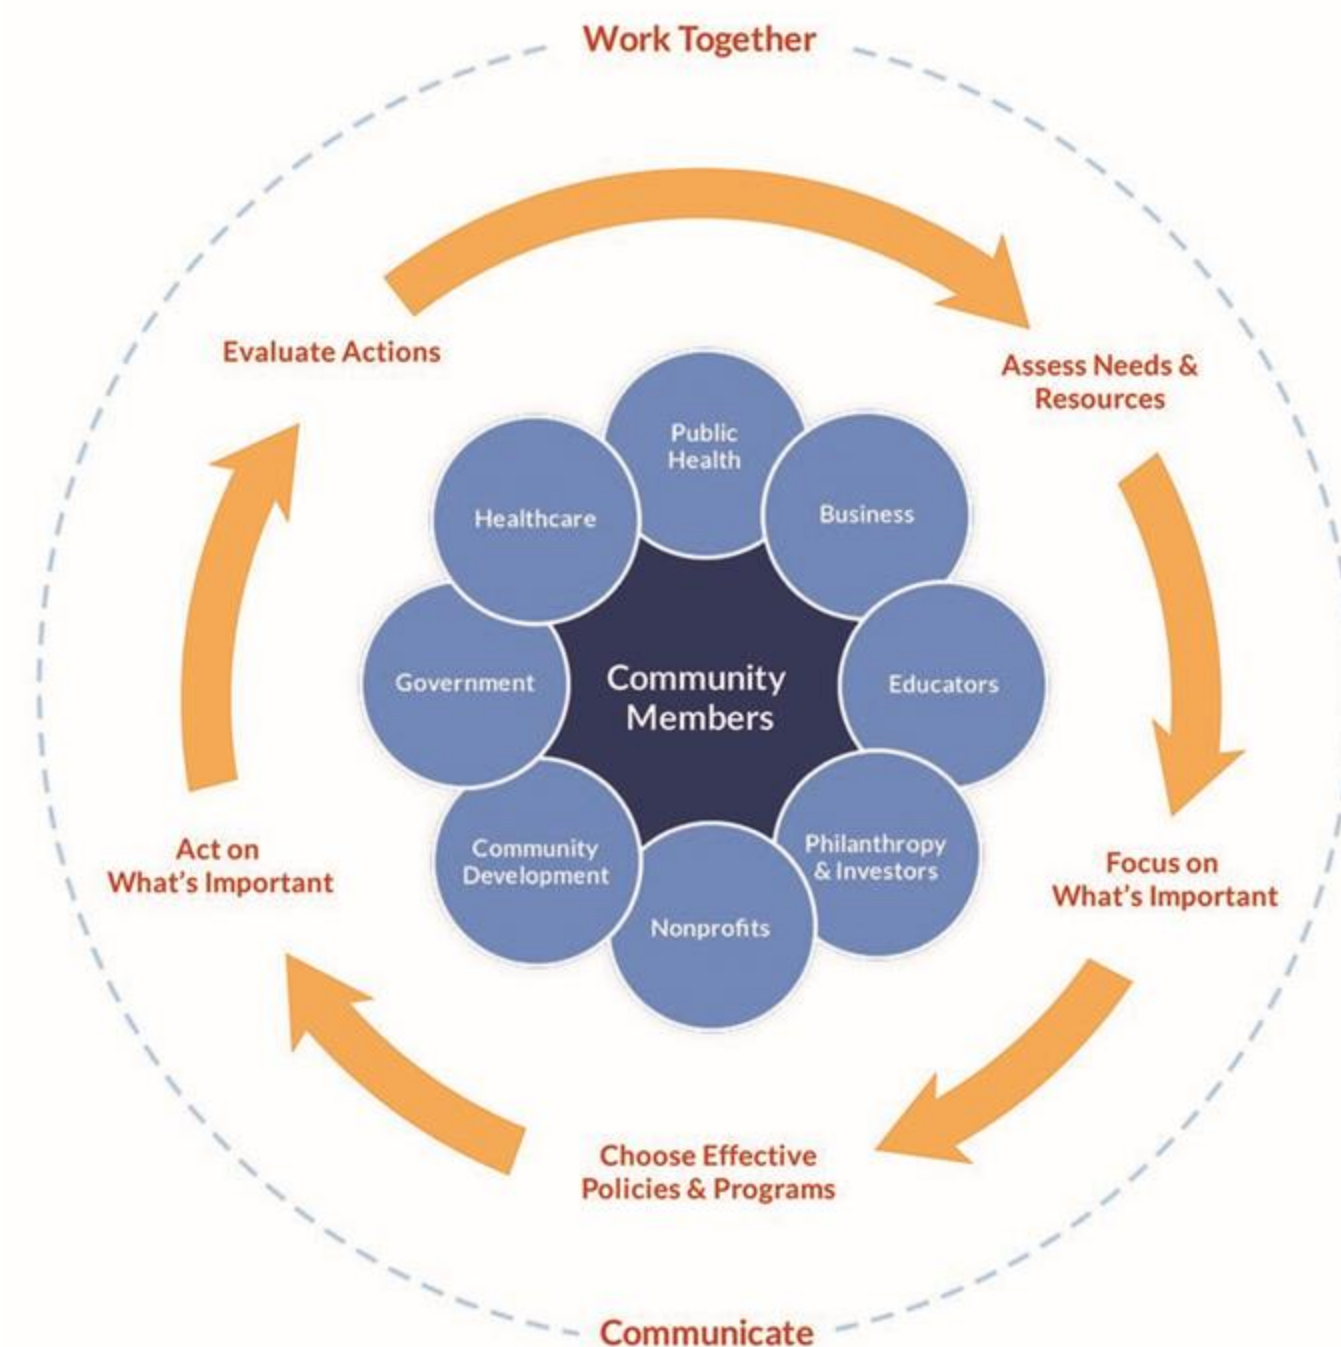 Work Together
Evaluate Actions
Assess Needs &
Resources
Public
Health
Healthcare
Business
Government
Community
Members
Educators
Community
Development
Philanthropy
& Investors
Nonprofits
Act on
What’s Important
Focus on
What’s Important
Choose Effective
Policies & Programs
Communicate